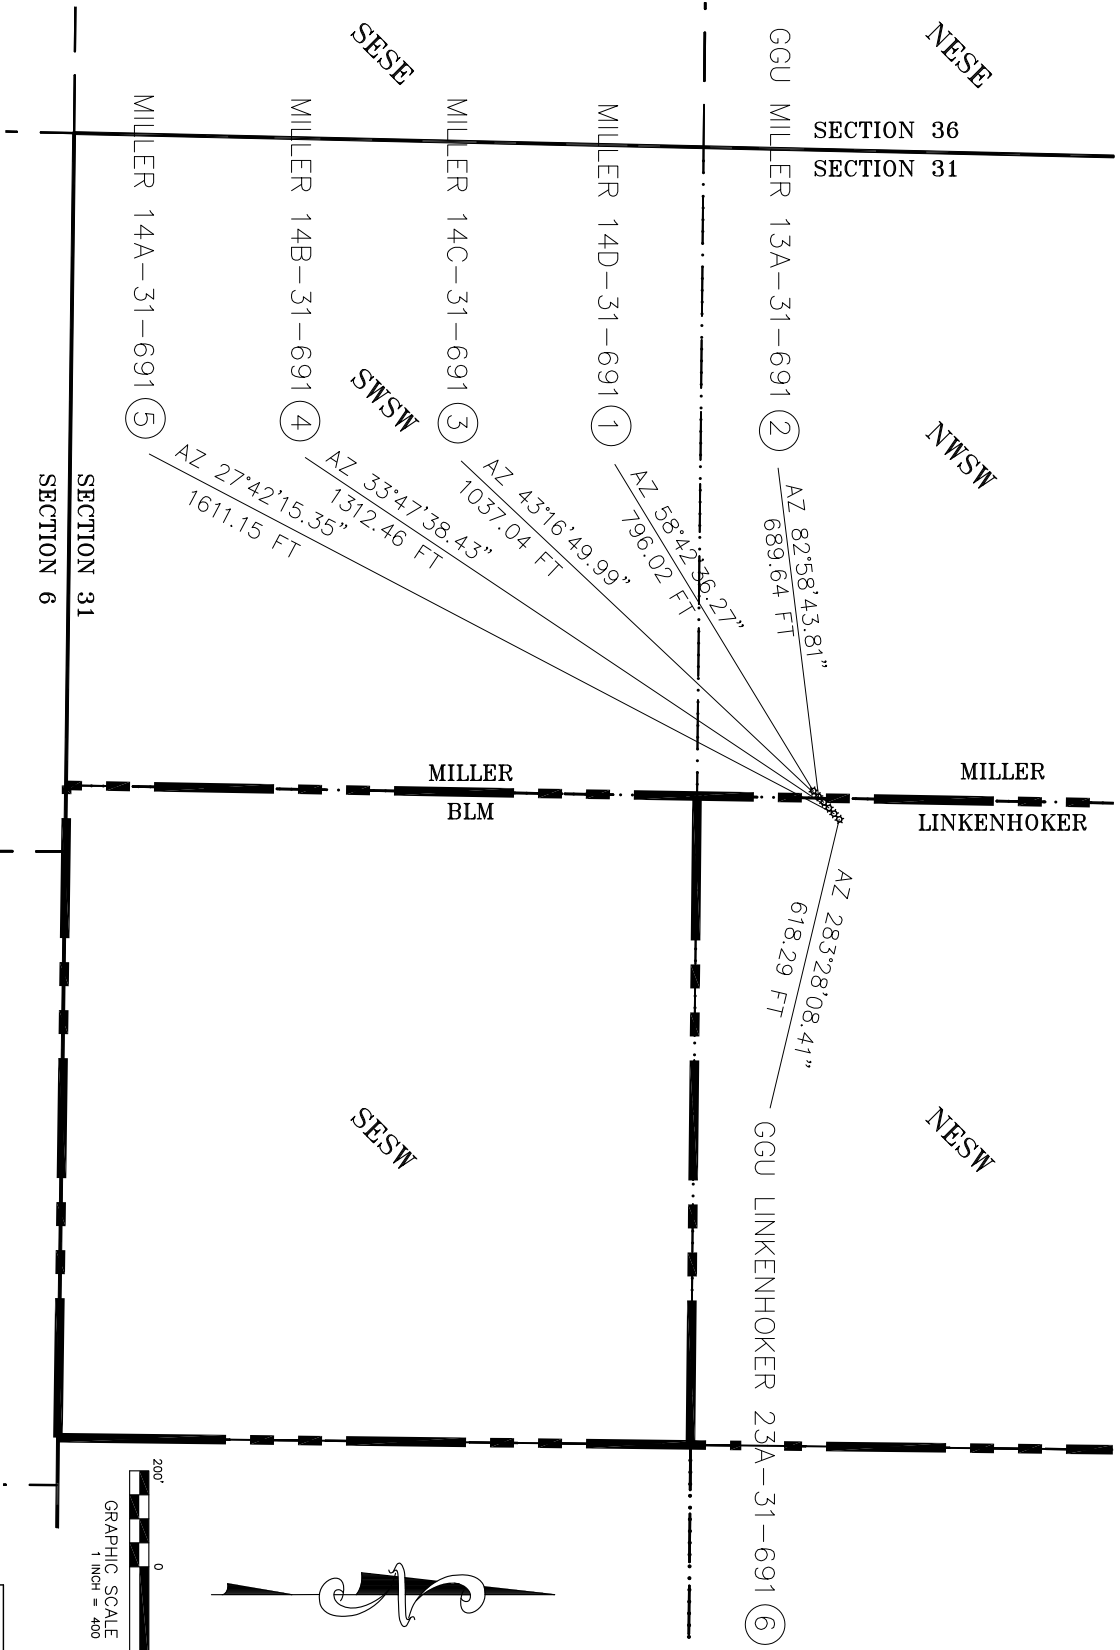 NESE
SESE
SECTION 36
SECTION 31
GGU MILLER 13A-31-691 2
MILLER 14D-31-691 1
MILLER 14C-31-691 3
MILLER 14B-31-691 4
MILLER 14A-31-691 5
NWSW
SWSW
AZ 82°58'43.81"
689.64 FT
AZ 58°42'36.27"
796.02 FT
AZ 43°16'49.99"
1037.04 FT
AZ 33°47'38.43"
1312.46 FT
AZ 27°42'15.35"
1611.15 FT
SECTION 31
SECTION 6
MILLER
BLM
MILLER
LINKENHOKER
AZ 283°28'08.41"
618.29 FT
GGU LINKENHOKER 23A-31-691 6
NESW
SESW
N
200'
0
GRAPHIC SCALE
1 INCH = 400